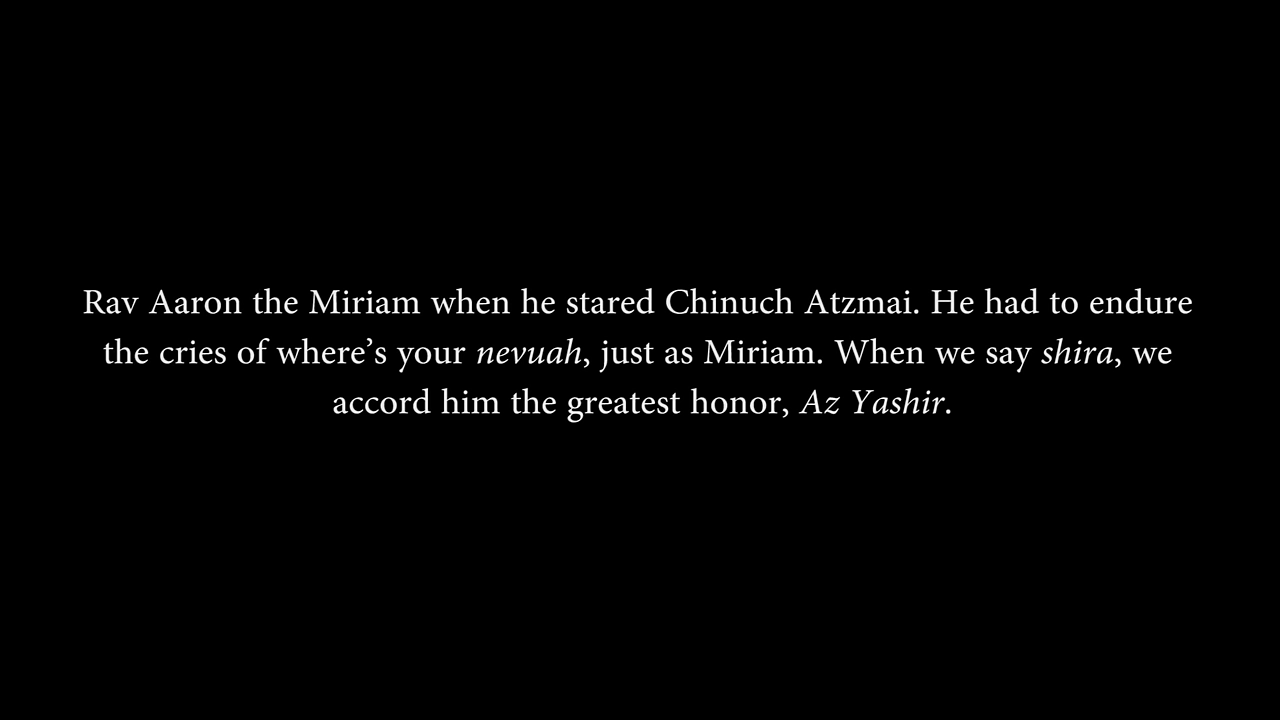 Rav Aaron the Miriam when he stared Chinuch Atzmai. He had to endure
the cries of where’s your nevuah, just as Miriam. When we say shira, we
accord him the greatest honor, Az Yashir.